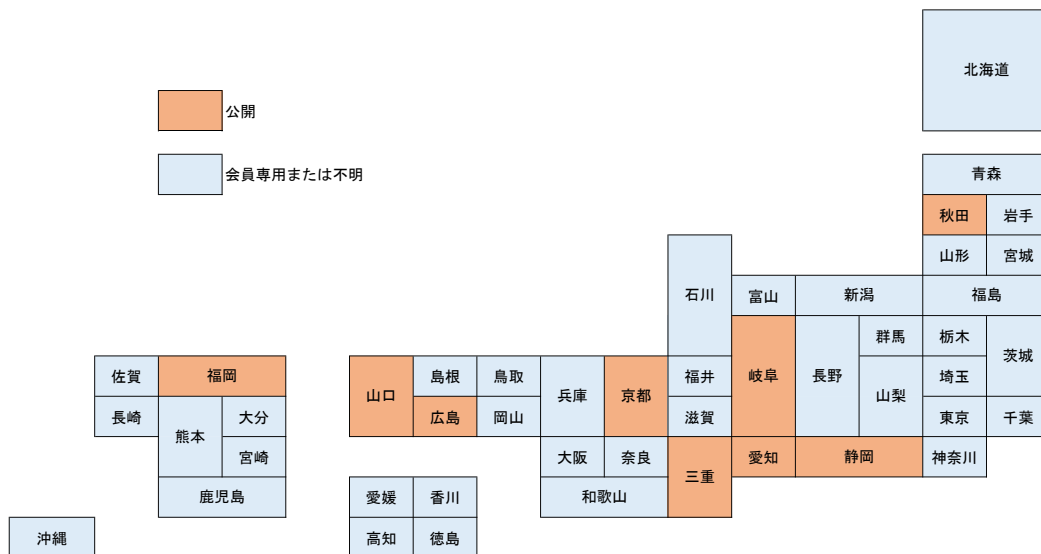 北海道
公開
会員専用または不明
青森
秋田 岩手
山形 宮城
石川 富山 新潟 福島
群馬 栃木 茨城
佐賀 福岡 山口 島根 鳥取 兵庫 京都 福井 岐阜 長野 山梨 埼玉
長崎 熊本 大分 広島 岡山 滋賀 東京 千葉
宮崎 大阪 奈良 三重 愛知 静岡 神奈川
鹿児島 愛媛 香川 和歌山
沖縄 高知 徳島